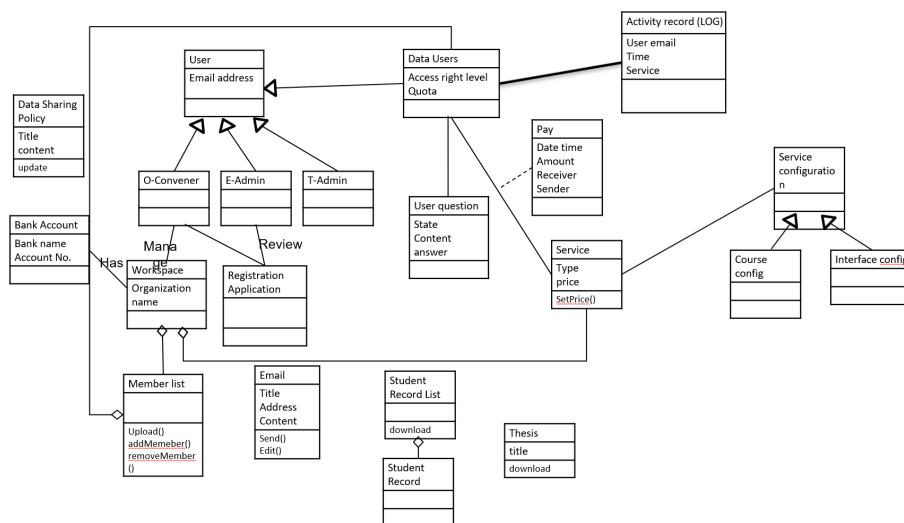 Activity record (LOG)
User email
Time
Service
User
Email address
Data Users
Access right level
Quota
Data Sharing
Policy
Title
content
update
Pay
Date time
Amount
Receiver
Sender
Service
configuratio
n
O-Convener
E-Admin
T-Admin
User question
State
Content
answer
Bank Account
Bank name
Account No.
Has
Mana
ge
Review
Workspace
Organization
name
Registration
Application
Service
Type
price
SetPrice()
Course
config
Interface config
Member list
Upload()
addMemeber()
removeMember
()
Email
Title
Address
Content
Send()
Edit()
Student
Record List
download
Student
Record
Thesis
title
download